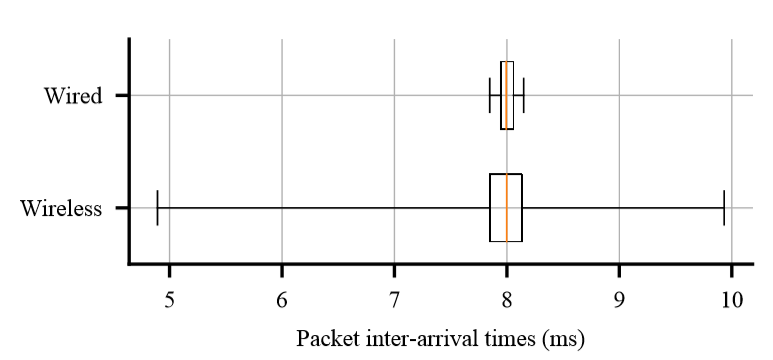 Wired
Wireless
5 6 7 8 9 10
Packet inter-arrival times (ms)